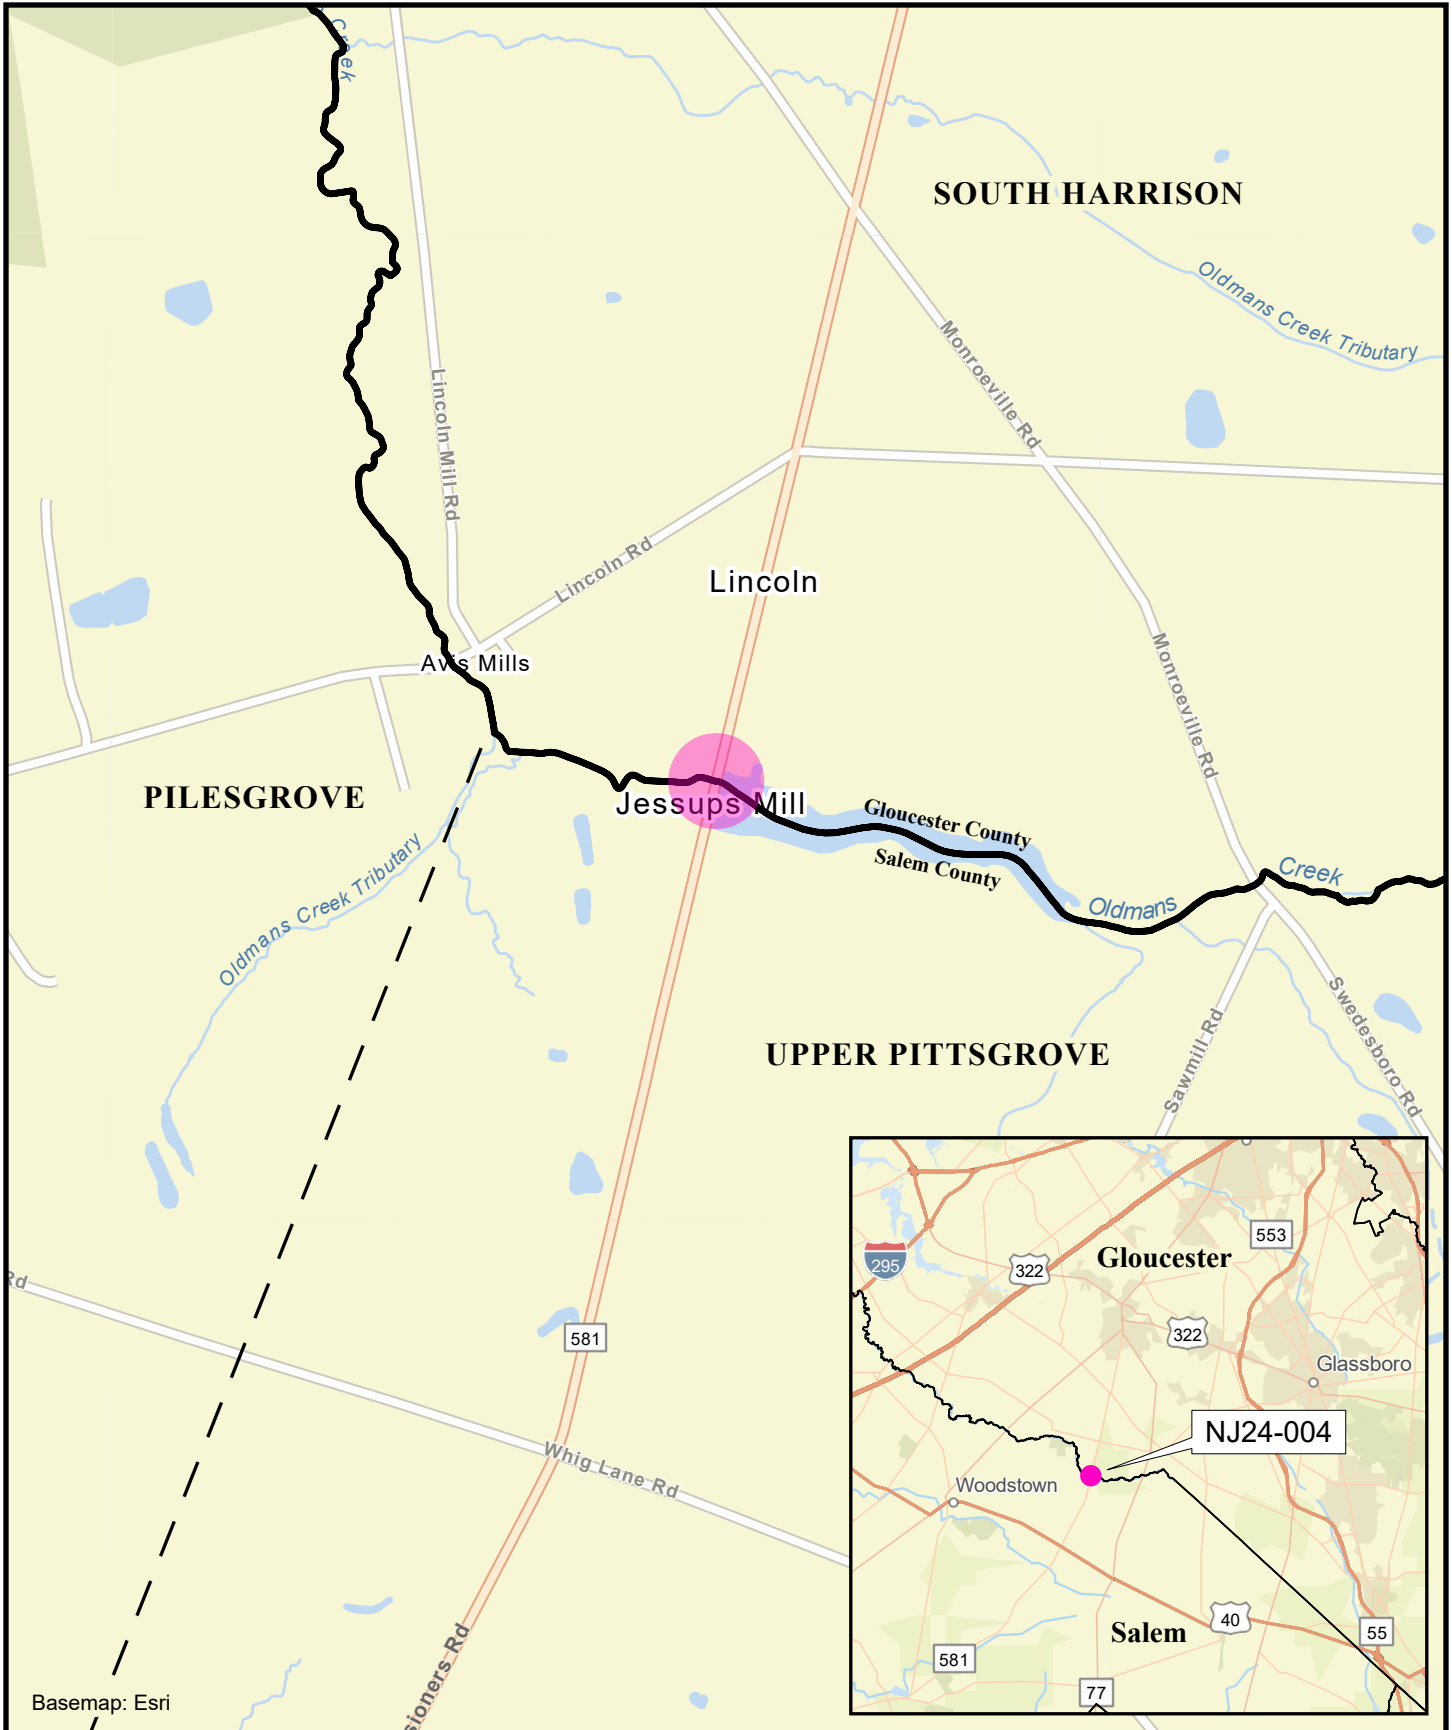 Creek
SOUTH HARRISON
Oldmans Creek Tributary
Monroeville Rd
Lincoln Mill Rd
Lincoln Rd
Lincoln
Avis Mills
Monroeville Rd
PILESGROVE
Jessups Mill
Gloucester County
Salem County
Oldmans Creek Tributary
Oldmans
Creek
Swedesboro Rd
Sawmill Rd
UPPER PITTSGROVE
Rd
581
Whig Lane Rd
sioners Rd
Basemap: Esri
553
Gloucester
295
322
322
Glassboro
NJ24-004
Woodstown
40
Salem
55
581
77